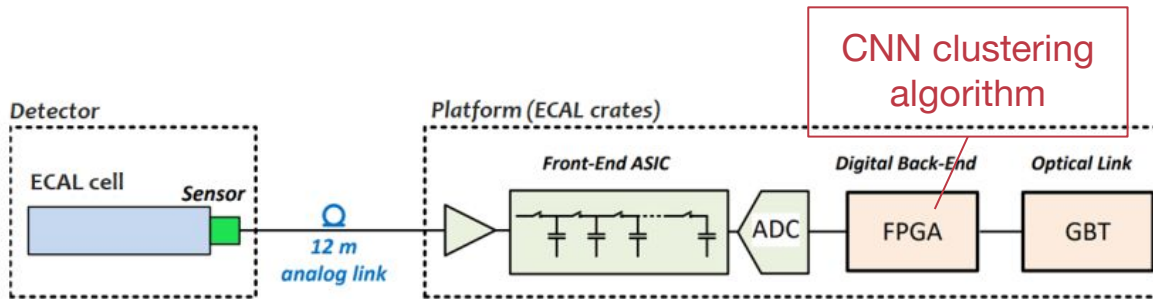 CNN clustering
algorithm
Detector
Platform (ECAL crates)
ECAL cell
Sensor
12 m
analog link
Front-End ASIC
Digital Back-End
Optical Link
ADC
FPGA
GBT